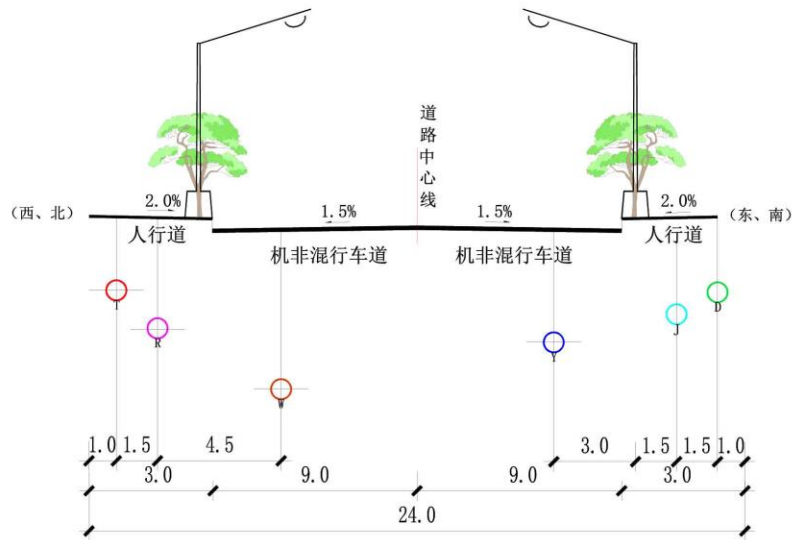 道路中心线
2.0%
1.5%
1.5%
2.0%
（西、北）
（东、南）
人行道
机非混行车道
机非混行车道
人行道
T
R
W
Y
J
D
1.0
1.5
4.5
3.0
1.5
1.5
1.0
3.0
9.0
9.0
3.0
24.0